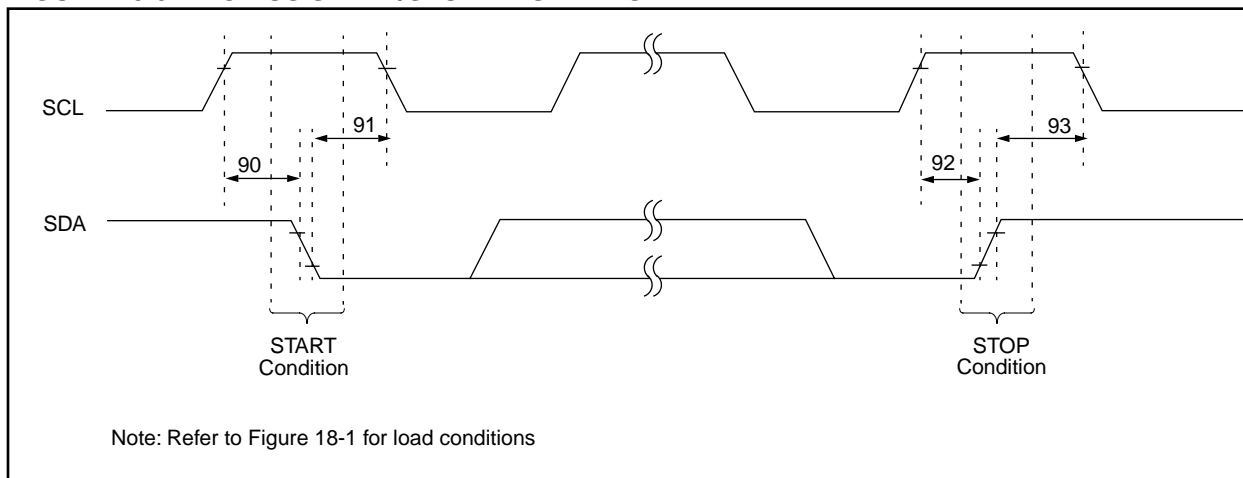 SCL
91
93
90
92
SDA
START
Condition
STOP
Condition
Note: Refer to Figure 18-1 for load conditions